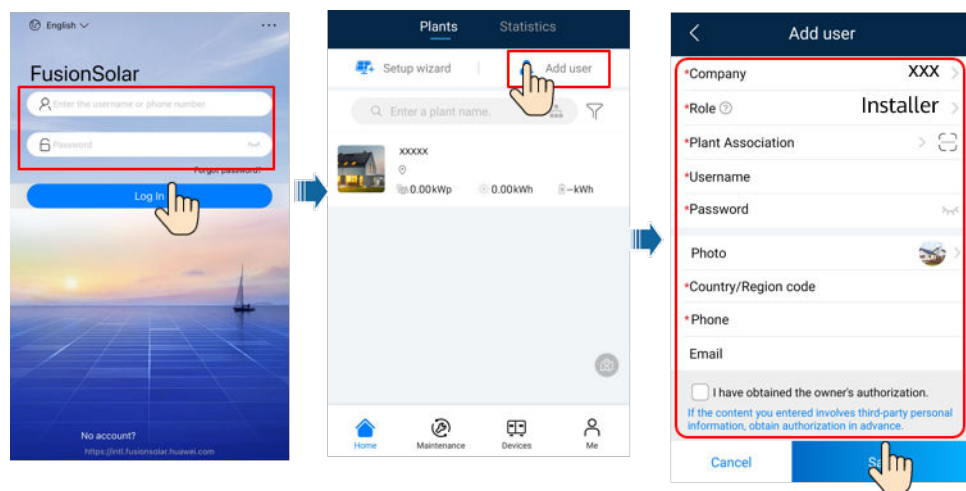 English
FusionSolar
Enter the username or phone number
Password
Forgot password?
Log In
No account?
https://intl.fusionsolar.huawei.com
Plants Statistics
Setup wizard Add user
Enter a plant name.
xxxxx
0.00kWp 0.00kWh --kWh
Home Maintenance Devices Me
Add user
*Company XXX
*Role Installer
*Plant Association
*Username
*Password
Photo
*Country/Region code
*Phone
Email
I have obtained the owner's authorization.
If the content you entered involves third-party personal
information, obtain authorization in advance.
Cancel